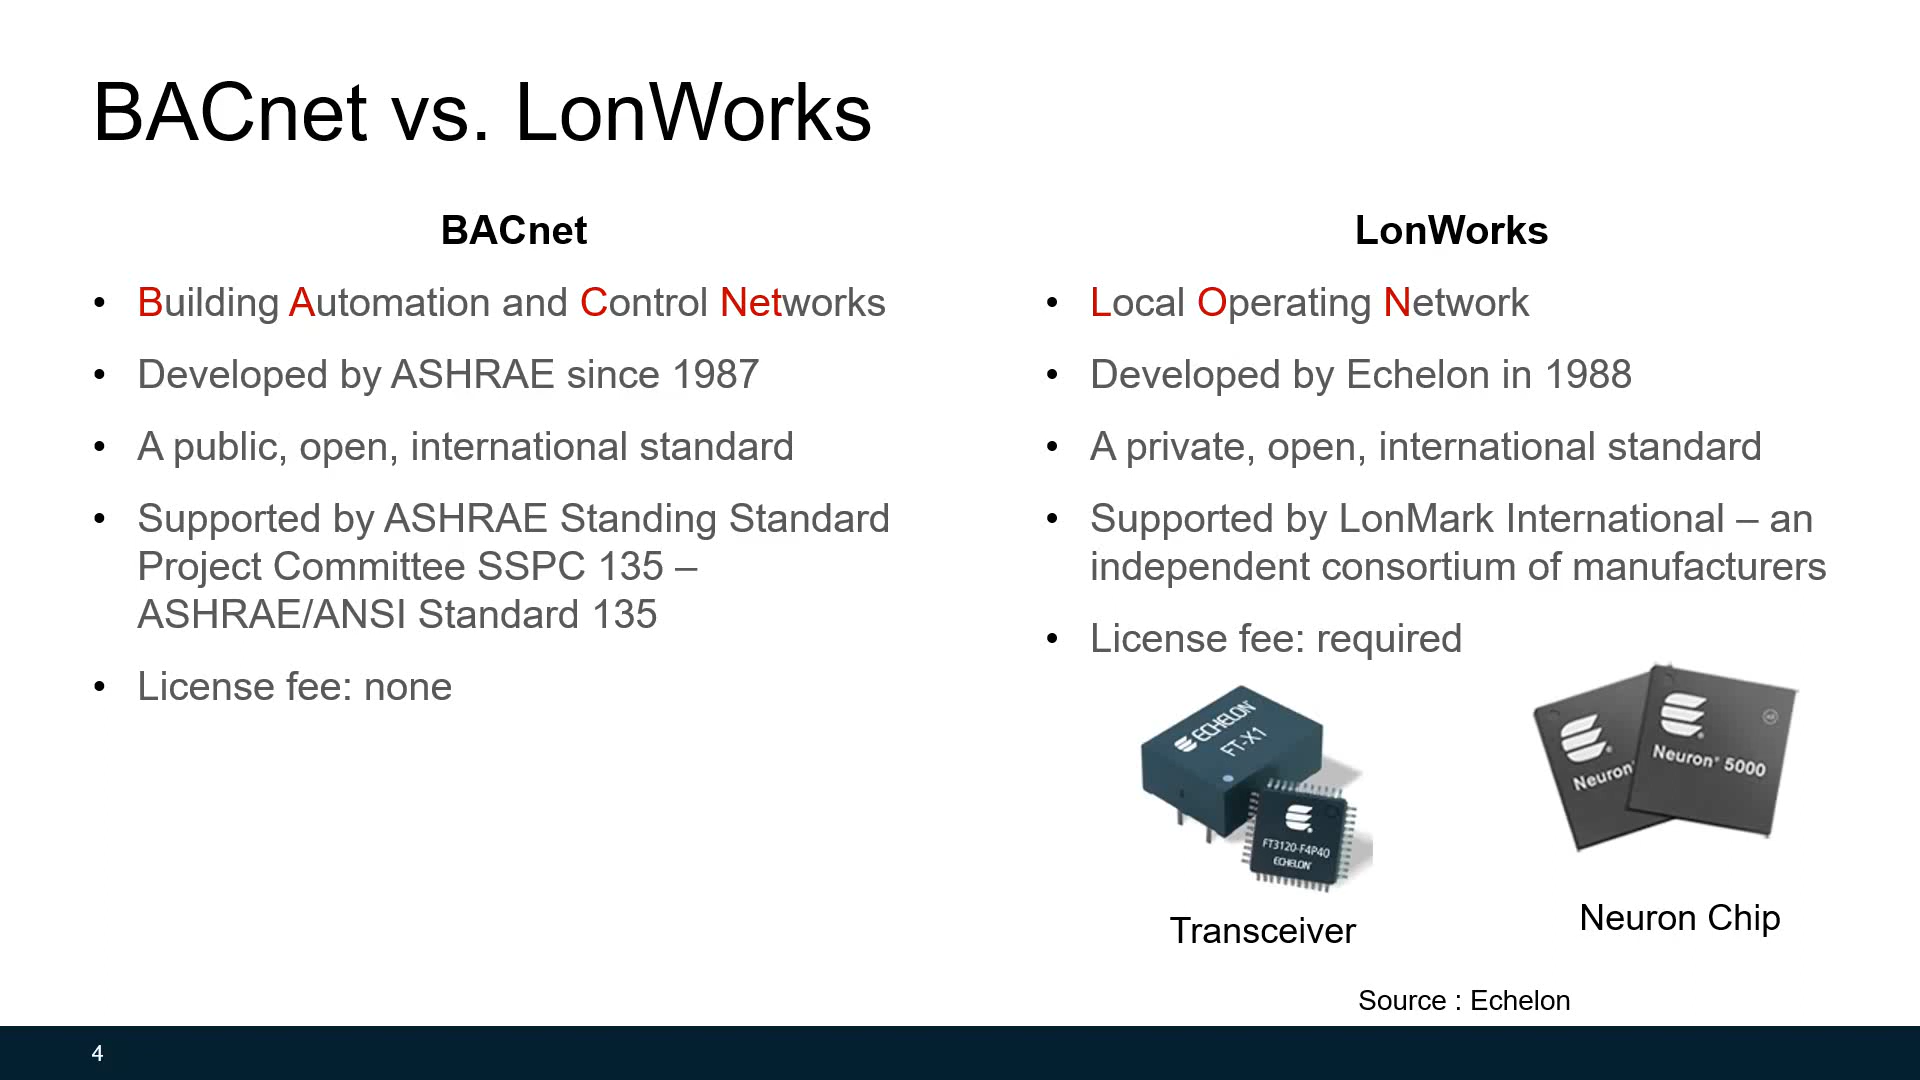 BACnet vs. LonWorks
BACnet
• Building Automation and Control Networks
• Developed by ASHRAE since 1987
• A public, open, international standard
• Supported by ASHRAE Standing Standard
Project Committee SSPC 135 –
ASHRAE/ANSI Standard 135
• License fee: none
LonWorks
• Local Operating Network
• Developed by Echelon in 1988
• A private, open, international standard
• Supported by LonMark International – an
independent consortium of manufacturers
• License fee: required
ECHELON
FT-X1
FT3120-F4P40
ECHELON
Transceiver
Neuron
Neuron® 5000
Neuron Chip
Source : Echelon
4